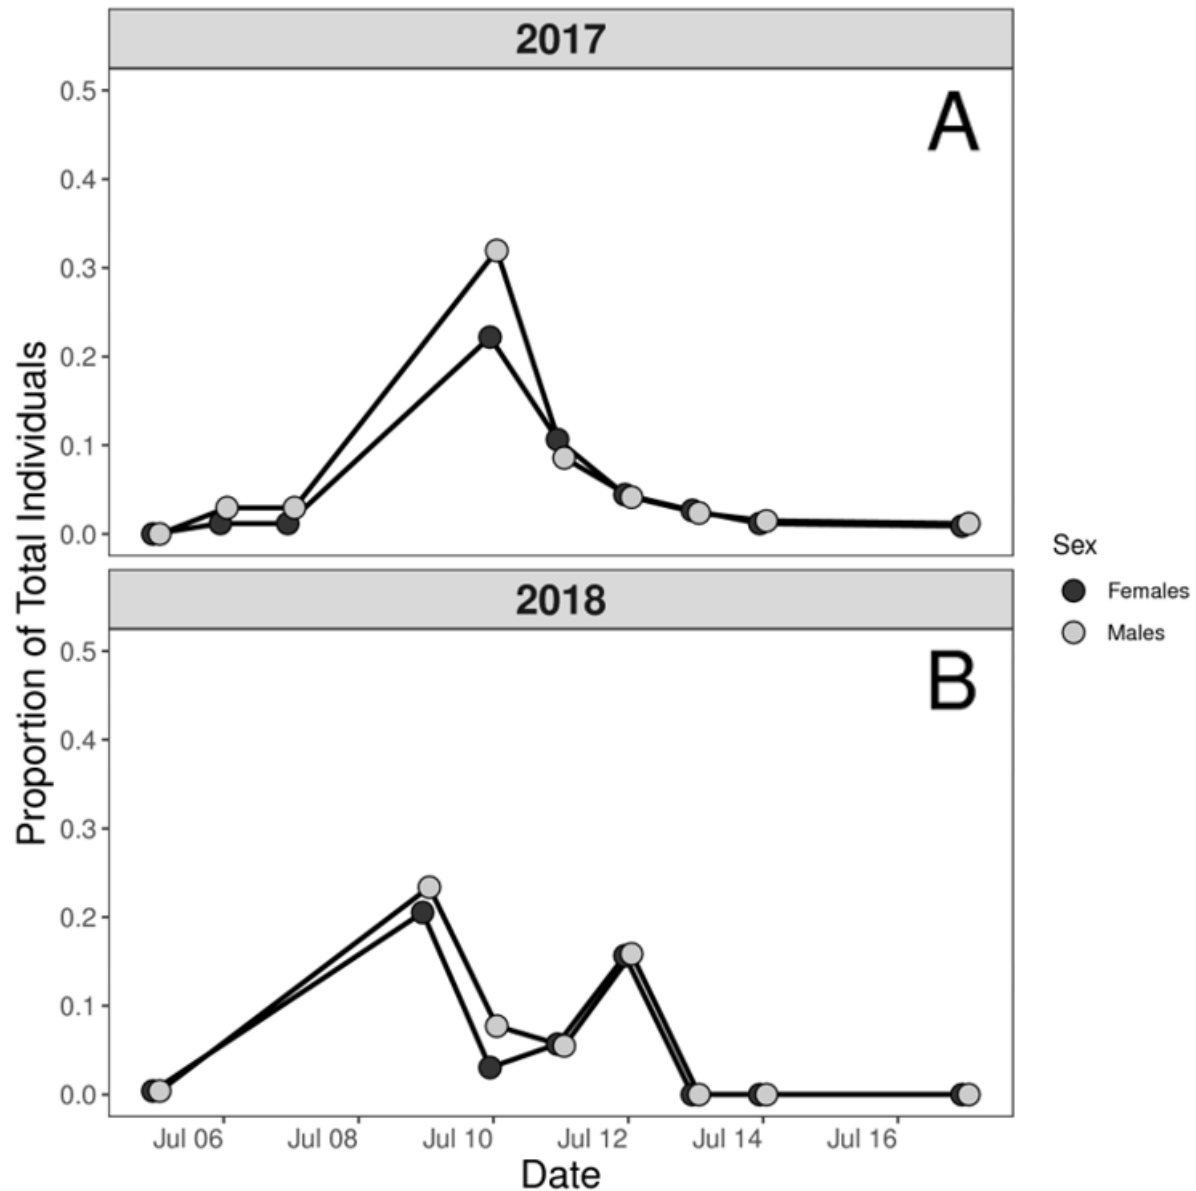 2017
A
0.5
0.4
0.3
0.2
0.1
0.0
Proportion of Total Individuals
2018
B
0.5
0.4
0.3
0.2
0.1
0.0
Jul 06 Jul 08 Jul 10 Jul 12 Jul 14 Jul 16
Date
Sex
Females
Males